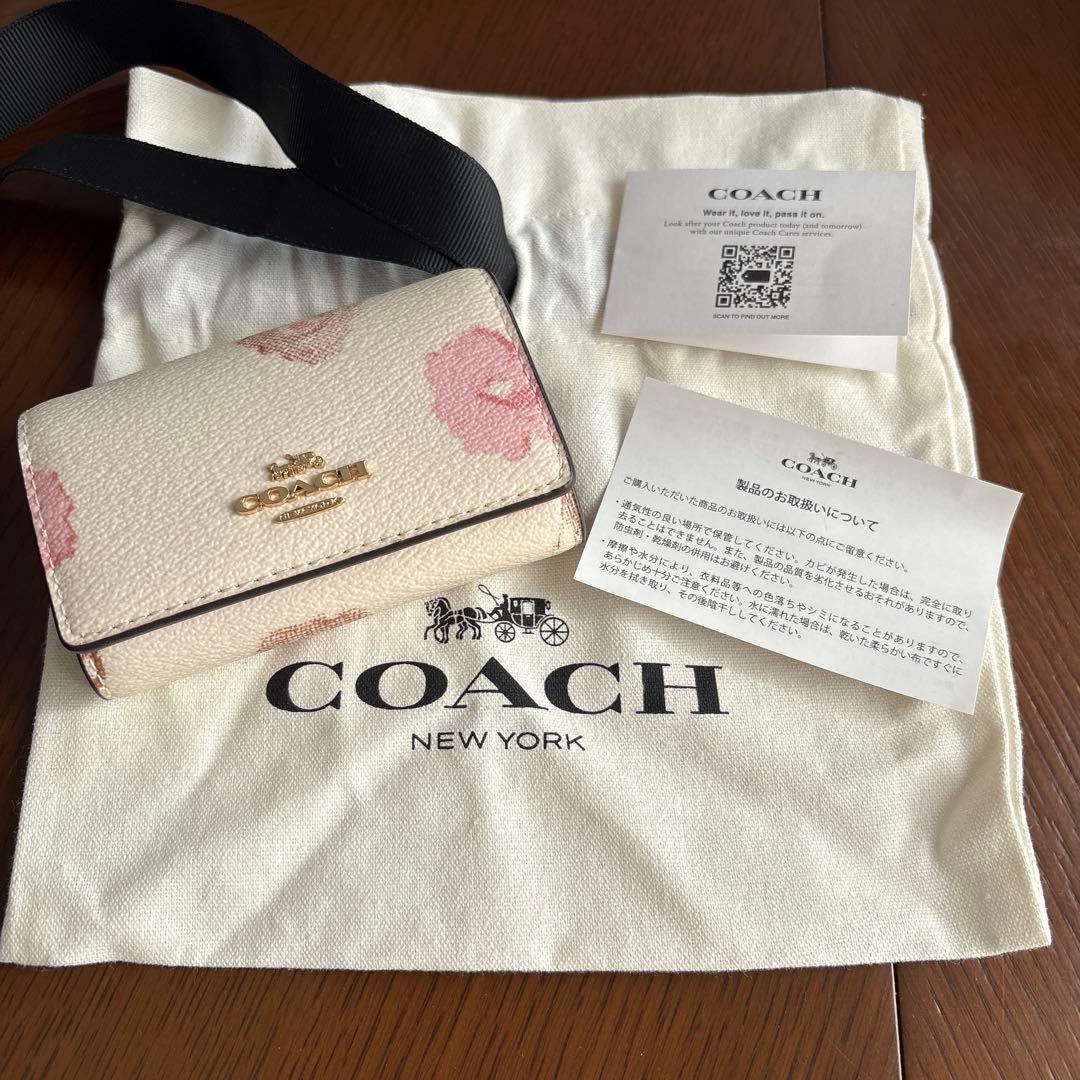 COACH
Wear it, love it, pass it on.
Look after your Coach product today (and tomorrow)
with our unique Coach Cares services.
SCAN TO FIND OUT MORE
COACH
NEW YORK
COACH
NEW YORK
製品のお取扱いについて
ご購入いただいた商品のお取扱いには以下の点にご留意ください。
・通気性の良い場所で保管してください。カビが発生した場合は、完全に取り
去ることはできません。また、製品の品質を劣化させるおそれがありますので、
防虫剤・乾燥剤の併用はお避けください。
・摩擦や水分により、衣料品等への色落ちやシミになることがありますので、
あらかじめ十分ご注意ください。水に濡れた場合は、乾いた柔らかい布ですぐに
水分を拭き取り、その後陰干ししてください。
COACH
NEW YORK